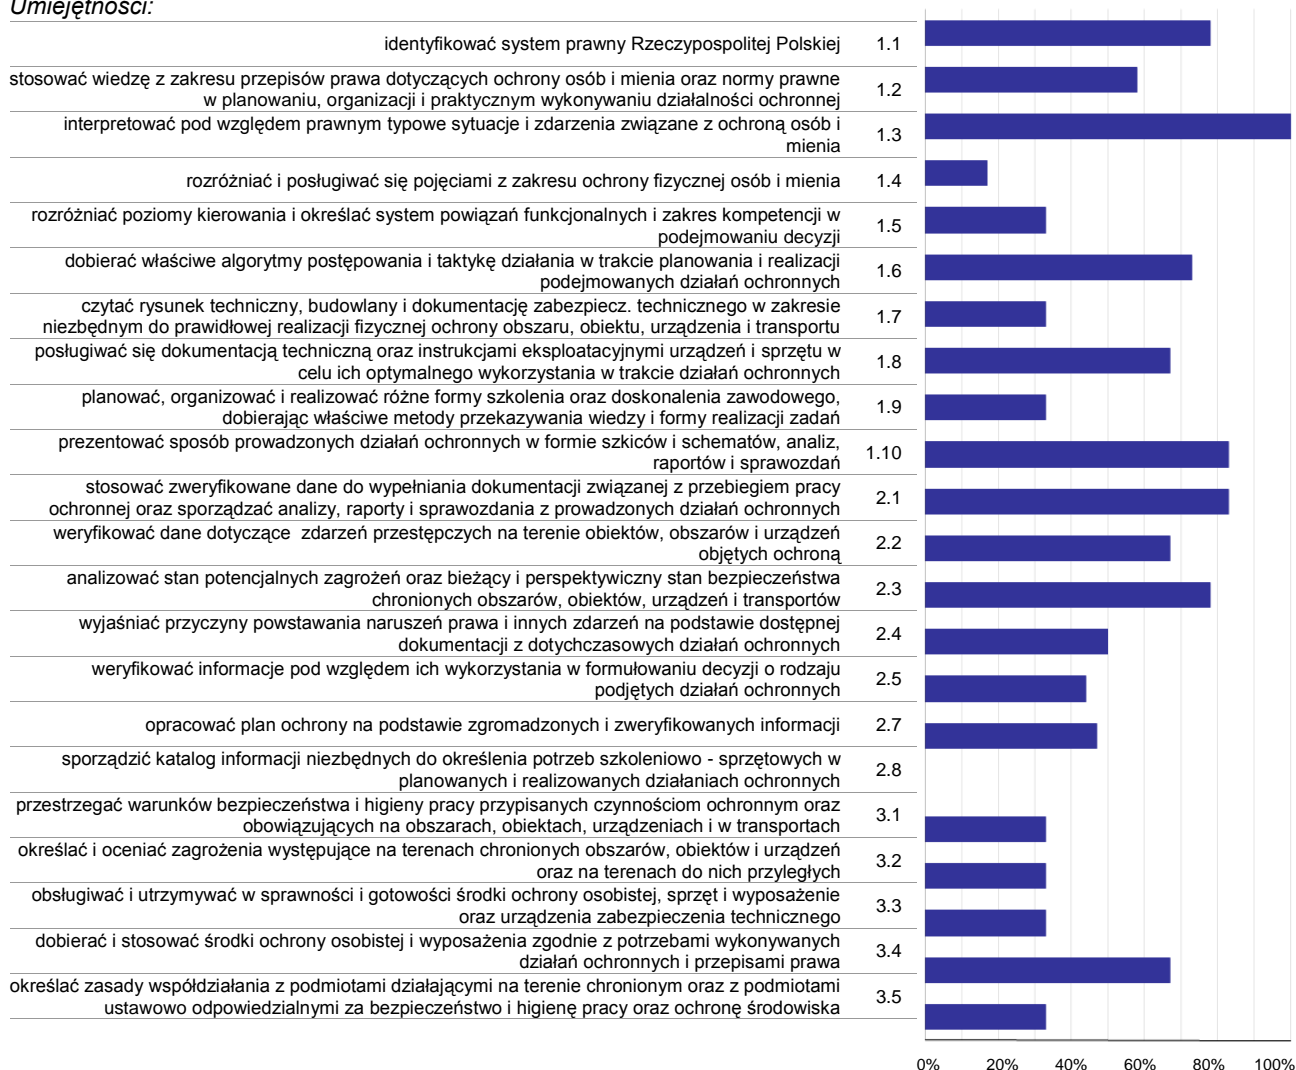 Umiejętności:
identyfikować system prawny Rzeczypospolitej Polskiej 1.1
stosować wiedzę z zakresu przepisów prawa dotyczących ochrony osób i mienia oraz normy prawne
w planowaniu, organizacji i praktycznym wykonywaniu działalności ochronnej 1.2
interpretować pod względem prawnym typowe sytuacje i zdarzenia związane z ochroną osób i
mienia 1.3
rozróżniać i posługiwać się pojęciami z zakresu ochrony fizycznej osób i mienia 1.4
rozróżniać poziomy kierowania i określać system powiązań funkcjonalnych i zakres kompetencji w
podejmowaniu decyzji 1.5
dobierać właściwe algorytmy postępowania i taktykę działania w trakcie planowania i realizacji
podejmowanych działań ochronnych 1.6
czytać rysunek techniczny, budowlany i dokumentację zabezpiecz. technicznego w zakresie
niezbędnym do prawidłowej realizacji fizycznej ochrony obszaru, obiektu, urządzenia i transportu 1.7
posługiwać się dokumentacją techniczną oraz instrukcjami eksploatacyjnymi urządzeń i sprzętu w
celu ich optymalnego wykorzystania w trakcie działań ochronnych 1.8
planować, organizować i realizować różne formy szkolenia oraz doskonalenia zawodowego,
dobierając właściwe metody przekazywania wiedzy i formy realizacji zadań 1.9
prezentować sposób prowadzonych działań ochronnych w formie szkiców i schematów, analiz,
raportów i sprawozdań 1.10
stosować zweryfikowane dane do wypełniania dokumentacji związanej z przebiegiem pracy
ochronnej oraz sporządzać analizy, raporty i sprawozdania z prowadzonych działań ochronnych 2.1
weryfikować dane dotyczące zdarzeń przestępczych na terenie obiektów, obszarów i urządzeń
objętych ochroną 2.2
analizować stan potencjalnych zagrożeń oraz bieżący i perspektywiczny stan bezpieczeństwa
chronionych obszarów, obiektów, urządzeń i transportów 2.3
wyjaśniać przyczyny powstawania naruszeń prawa i innych zdarzeń na podstawie dostępnej
dokumentacji z dotychczasowych działań ochronnych 2.4
weryfikować informacje pod względem ich wykorzystania w formułowaniu decyzji o rodzaju
podjętych działań ochronnych 2.5
opracować plan ochrony na podstawie zgromadzonych i zweryfikowanych informacji 2.7
sporządzić katalog informacji niezbędnych do określenia potrzeb szkoleniowo - sprzętowych w
planowanych i realizowanych działaniach ochronnych 2.8
przestrzegać warunków bezpieczeństwa i higieny pracy przypisanych czynnościom ochronnym oraz
obowiązujących na obszarach, obiektach, urządzeniach i w transportach 3.1
określać i oceniać zagrożenia występujące na terenach chronionych obszarów, obiektów i urządzeń
oraz na terenach do nich przyległych 3.2
obsługiwać i utrzymywać w sprawności i gotowości środki ochrony osobistej, sprzęt i wyposażenie
oraz urządzenia zabezpieczenia technicznego 3.3
dobierać i stosować środki ochrony osobistej i wyposażenia zgodnie z potrzebami wykonywanych
działań ochronnych i przepisami prawa 3.4
określać zasady współdziałania z podmiotami działającymi na terenie chronionym oraz z podmiotami
ustawowo odpowiedzialnymi za bezpieczeństwo i higienę pracy oraz ochronę środowiska 3.5
0% 20% 40% 60% 80% 100%